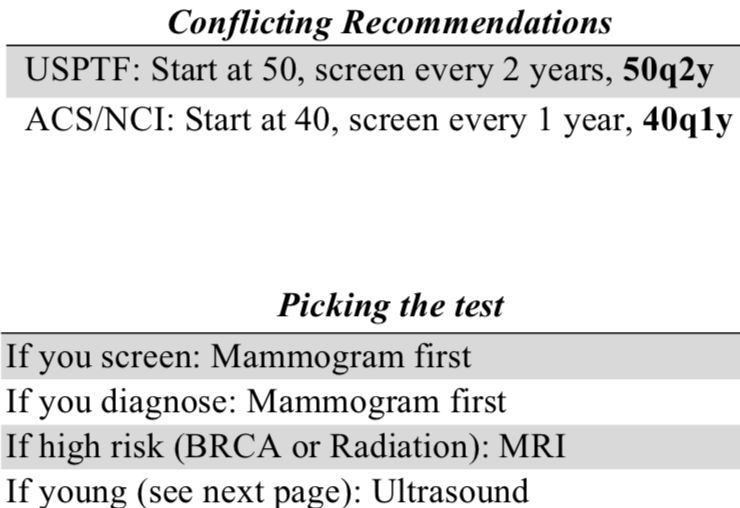 Conflicting Recommendations
USPTF: Start at 50, screen every 2 years, 50q2y
ACS/NCI: Start at 40, screen every 1 year, 40q1y
Picking the test
If you screen: Mammogram first
If you diagnose: Mammogram first
If high risk (BRCA or Radiation): MRI
If young (see next page): Ultrasound